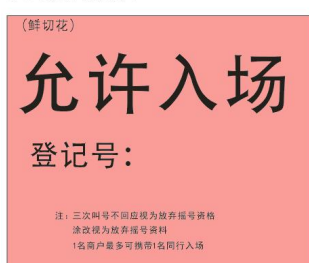 (鲜切花)
允许入场
登记号:
注:三次叫号不回应视为放弃摇号资格
涂改视为放弃摇号资料
1名商户最多可携带1名同行入场